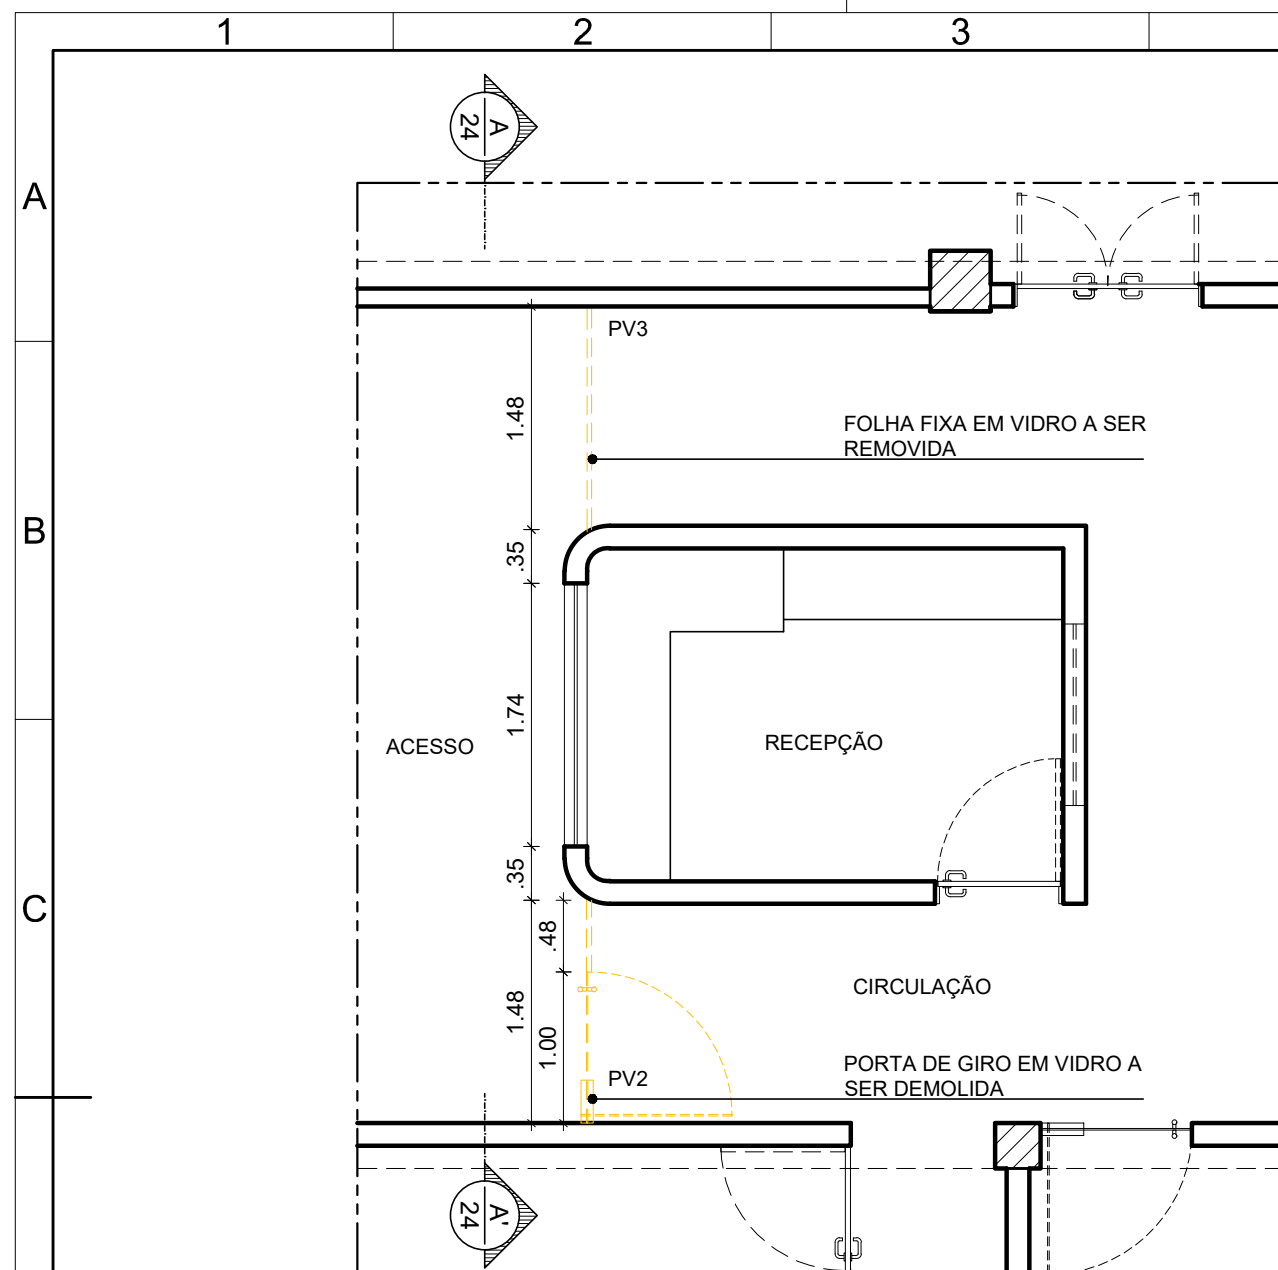 1
2
3
A
24
A
PV3
1.48
FOLHA FIXA EM VIDRO A SER
REMOVIDA
B
.35
1.74
ACESSO
RECEPÇÃO
.35
C
.48
1.48
1.00
CIRCULAÇÃO
PORTA DE GIRO EM VIDRO A
SER DEMOLIDA
PV2
A'
24